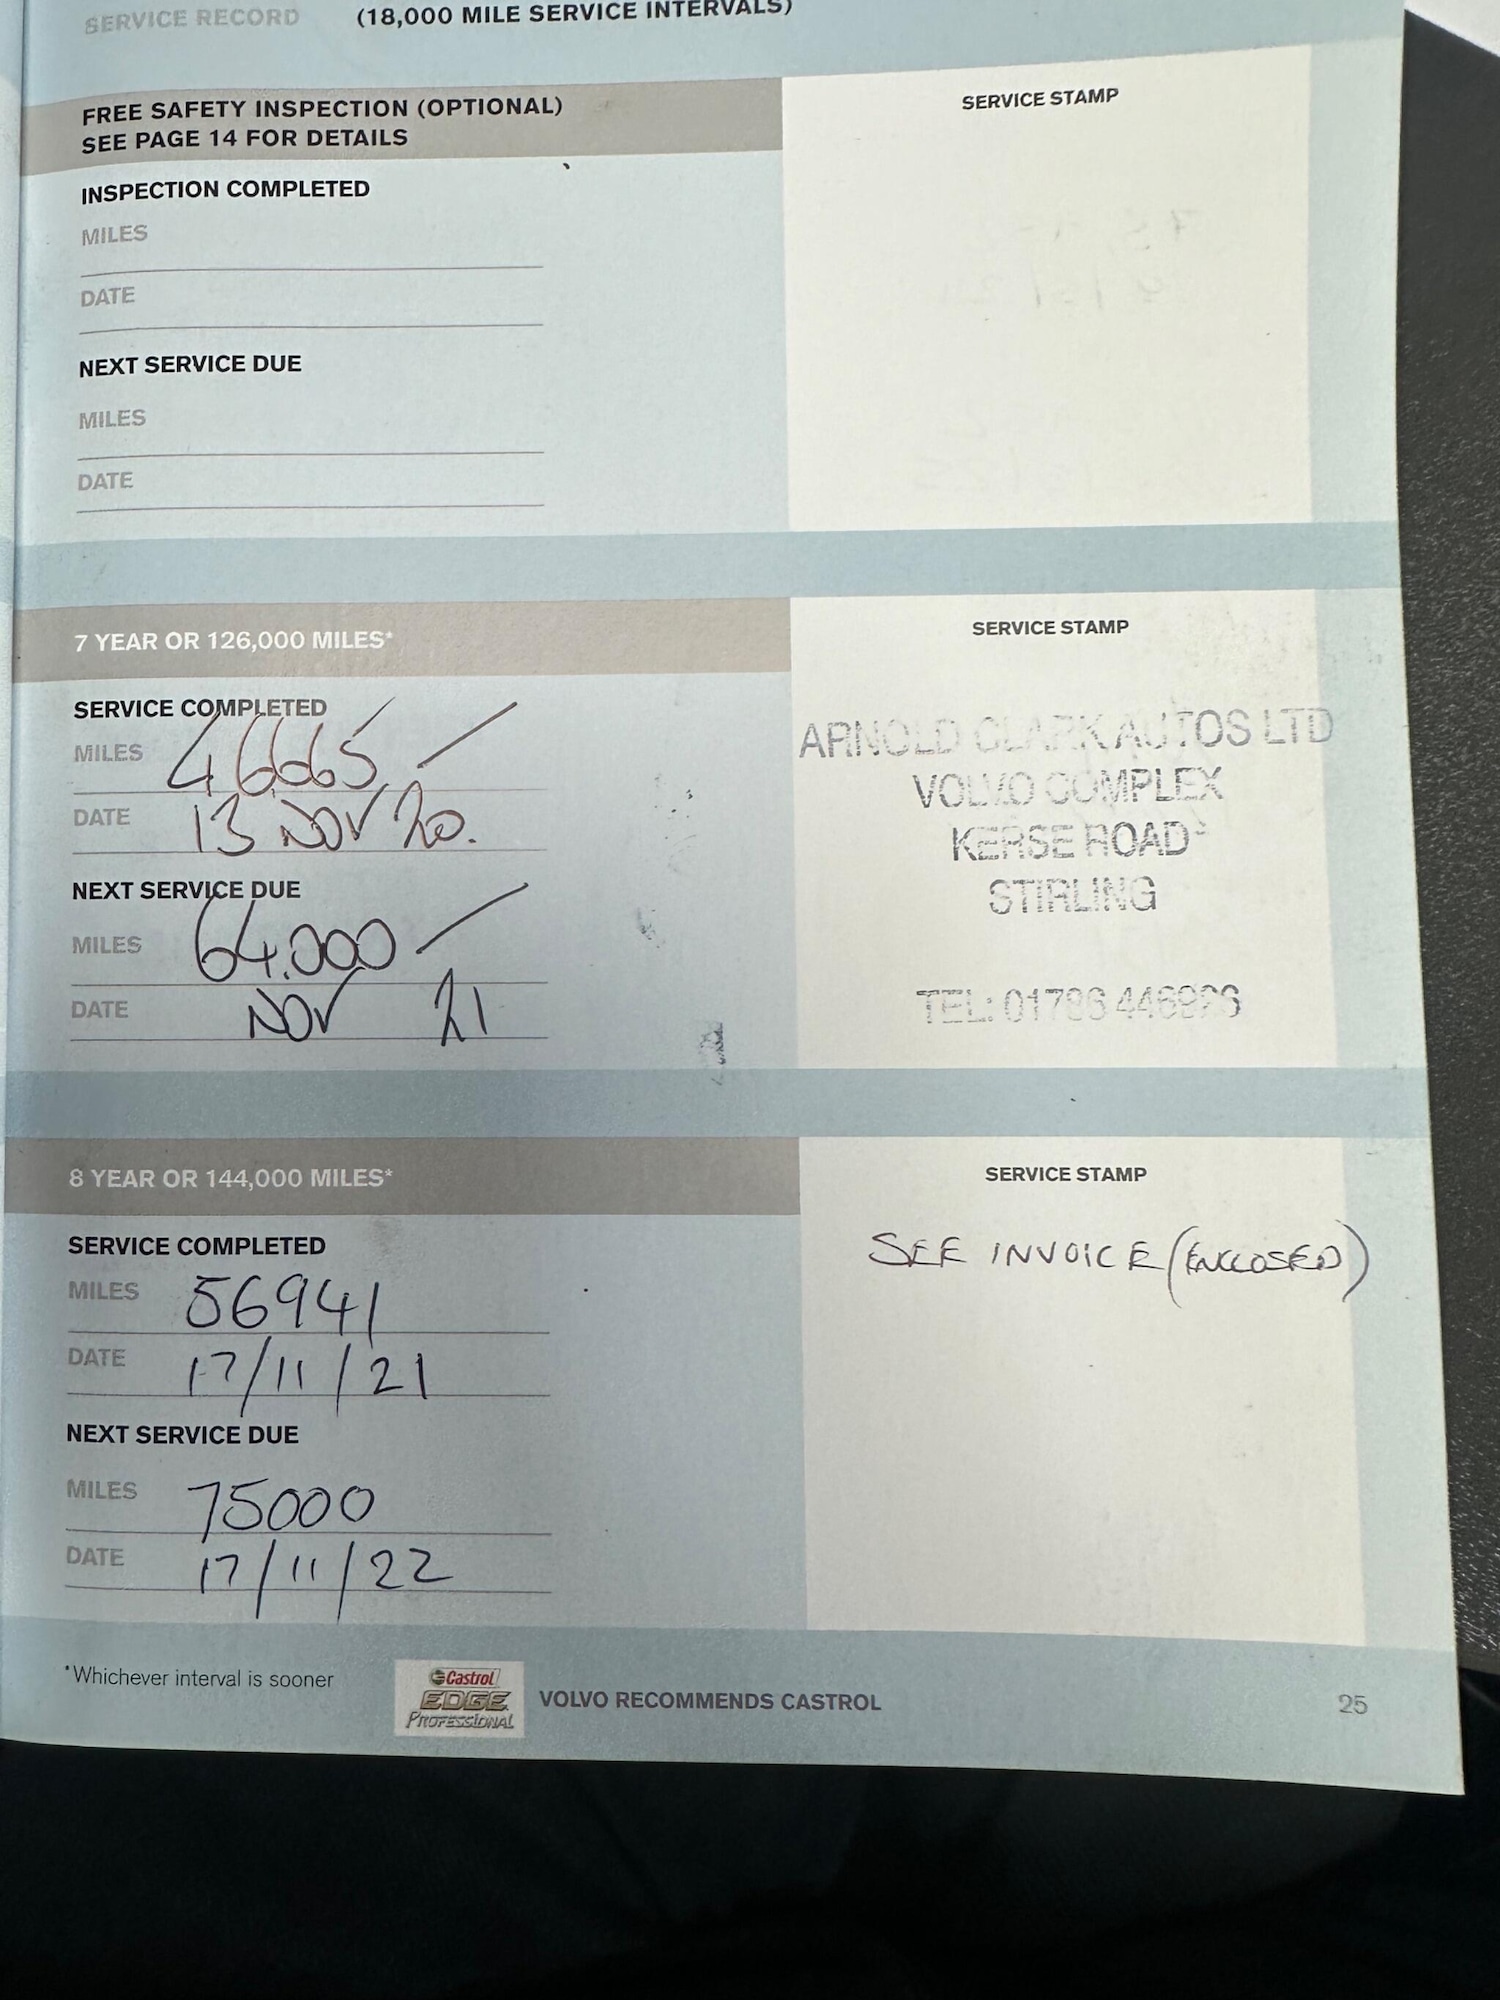 SERVICE RECORD (18,000 MILE SERVICE INTERVALS)
FREE SAFETY INSPECTION (OPTIONAL)
SEE PAGE 14 FOR DETAILS
SERVICE STAMP
INSPECTION COMPLETED
MILES
DATE
NEXT SERVICE DUE
MILES
DATE
7 YEAR OR 126,000 MILES*
SERVICE STAMP
SERVICE COMPLETED
MILES 46665
DATE 13 NOV 20.
NEXT SERVICE DUE
MILES 64.000
DATE NOV 21
ARNOLD CLARK AUTOS LTD
VOLVO COMPLEX
KERSE ROAD
STIRLING
TEL: 01786
8 YEAR OR 144,000 MILES*
SERVICE STAMP
SERVICE COMPLETED
MILES 56941
DATE 17/11/21
SEE INVOICE (ENCLOSED)
NEXT SERVICE DUE
MILES 75000
DATE 17/11/22
*Whichever interval is sooner
Castrol
EDGE
PROFESSIONAL
VOLVO RECOMMENDS CASTROL
25